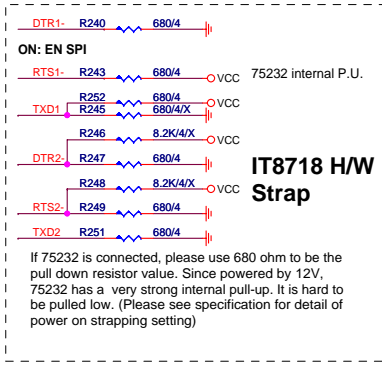 DTR1- R240 680/4
ON: EN SPI
RTS1- R243 680/4 VCC 75232 internal P.U.
R252 680/4 VCC
TXD1 R245 680/4/X
R246 8.2K/4/X VCC
DTR2- R247 680/4
IT8718 H/W
Strap
R248 8.2K/4/X VCC
RTS2- R249 680/4
TXD2 R251 680/4
If 75232 is connected, please use 680 ohm to be the
pull down resistor value. Since powered by 12V,
75232 has a very strong internal pull-up. It is hard to
be pulled low. (Please see specification for detail of
power on strapping setting)